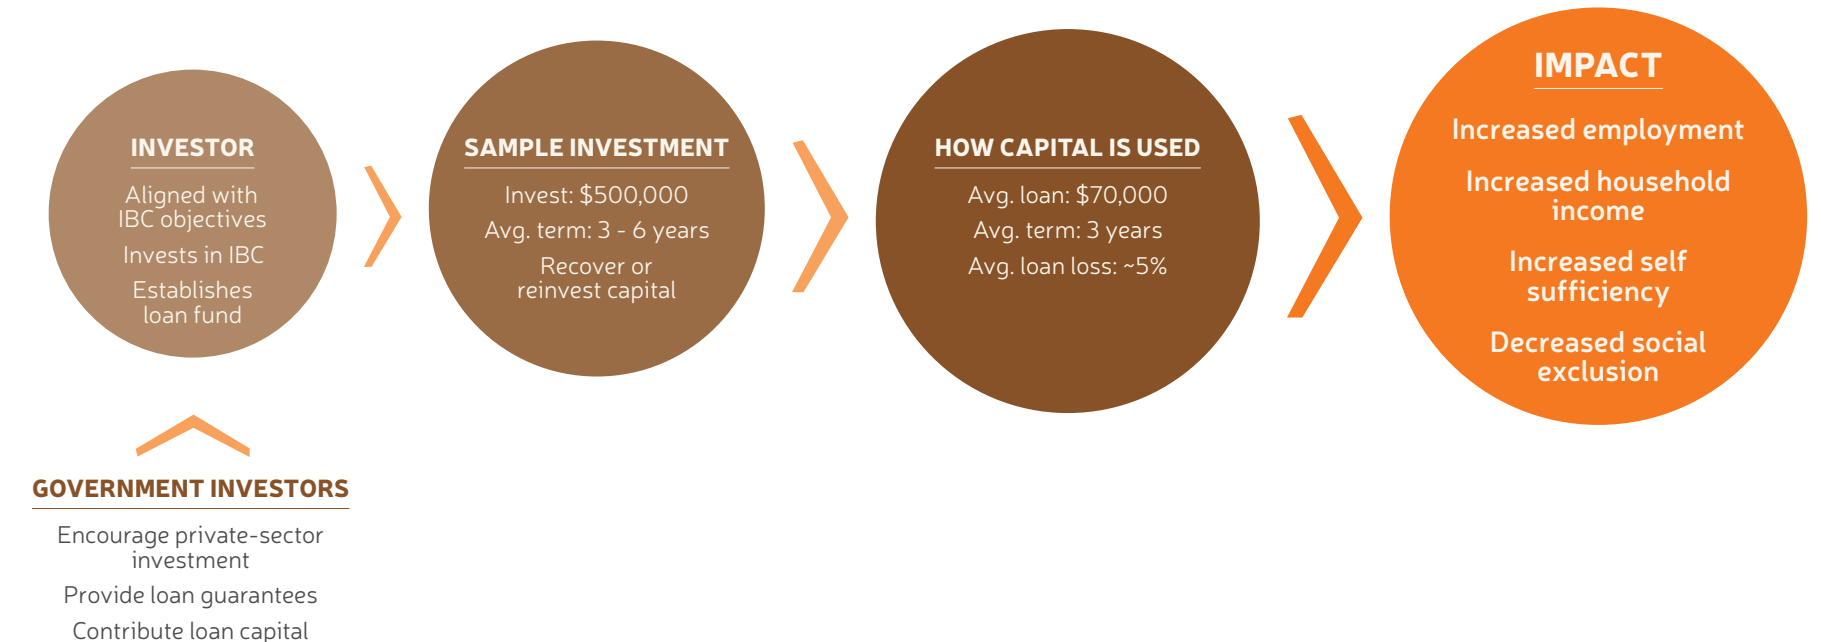 INVESTOR
Aligned with
IBC objectives
Invests in IBC
Establishes
loan fund
SAMPLE INVESTMENT
Invest: $500,000
Avg. term: 3 - 6 years
Recover or
reinvest capital
HOW CAPITAL IS USED
Avg. loan: $70,000
Avg. term: 3 years
Avg. loan loss: ~5%
IMPACT
Increased employment
Increased household
income
Increased self
sufficiency
Decreased social
exclusion
GOVERNMENT INVESTORS
Encourage private-sector
investment
Provide loan guarantees
Contribute loan capital